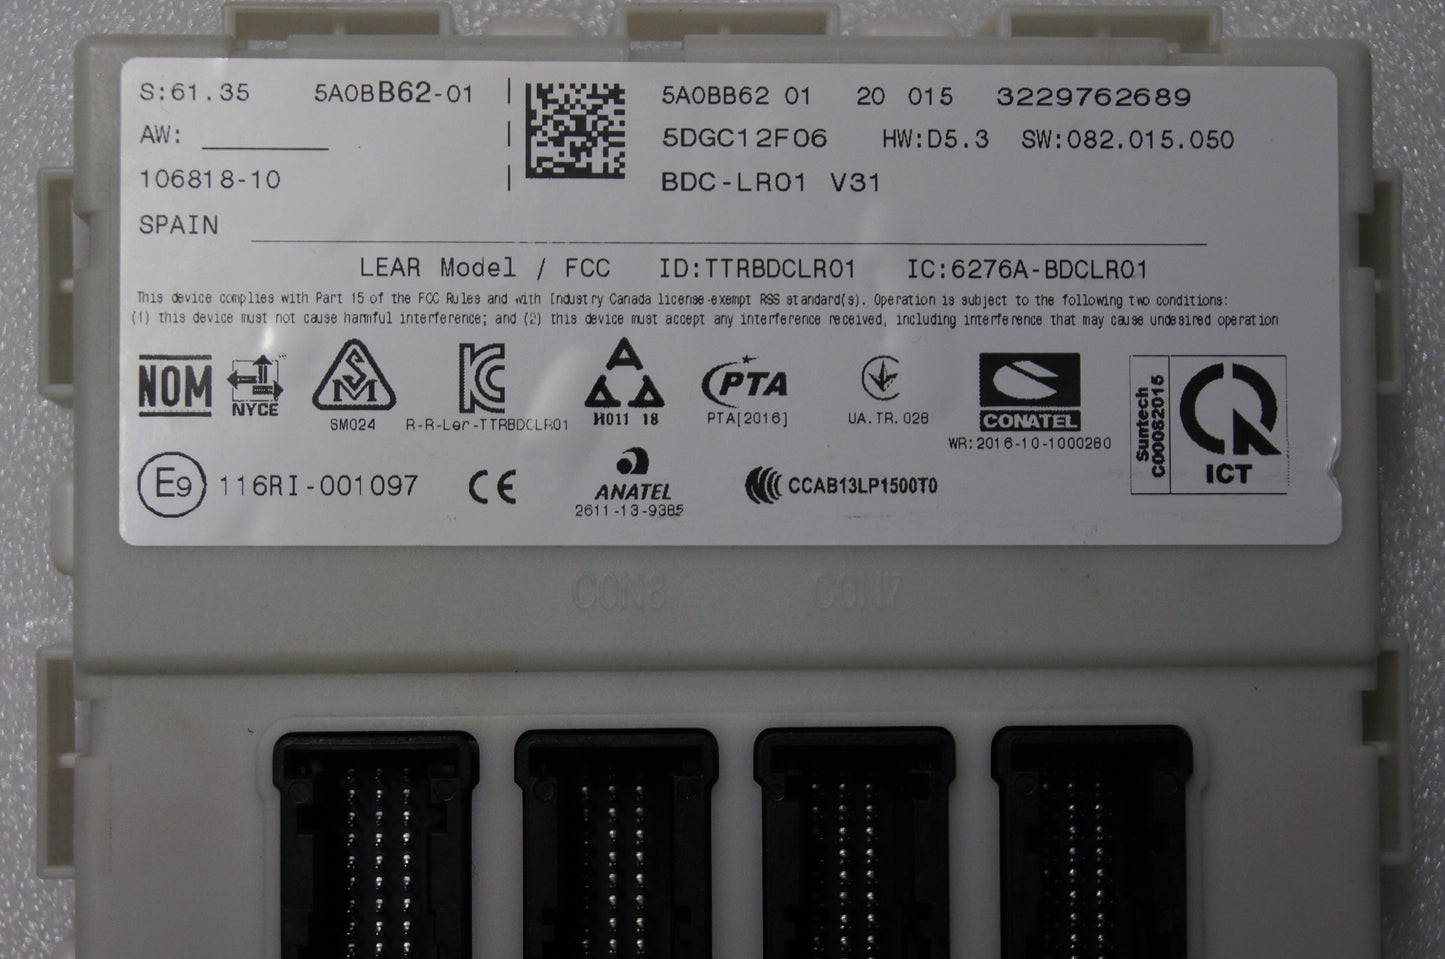 S:61.35 5A0BB62-01 | 5A0BB62 01 20 015 3229762689
AW: ________ | 5DGC12F06 HW:D5.3 SW:082.015.050
106818-10 | BDC-LR01 V31
SPAIN
LEAR Model / FCC ID:TTRBDCLR01 IC:6276A-BDCLR01
This device complies with Part 15 of the FCC Rules and with Industry Canada license-exempt RSS standard(s). Operation is subject to the following two conditions:
(1) this device must not cause harmful interference; and (2) this device must accept any interference received, including interference that may cause undesired operation
NOM
NYCE
SM
SM024
KC
R-R-Ler-TTRBDCLR01
H011 18
PTA
PTA[2016]
UA.TR.028
CONATEL
WR:2016-10-1000280
Suntech
C00082015
ICT
E9 116RI-001097
CE
ANATEL
2611-13-9385
CCAB13LP1500T0
CON8 CON7